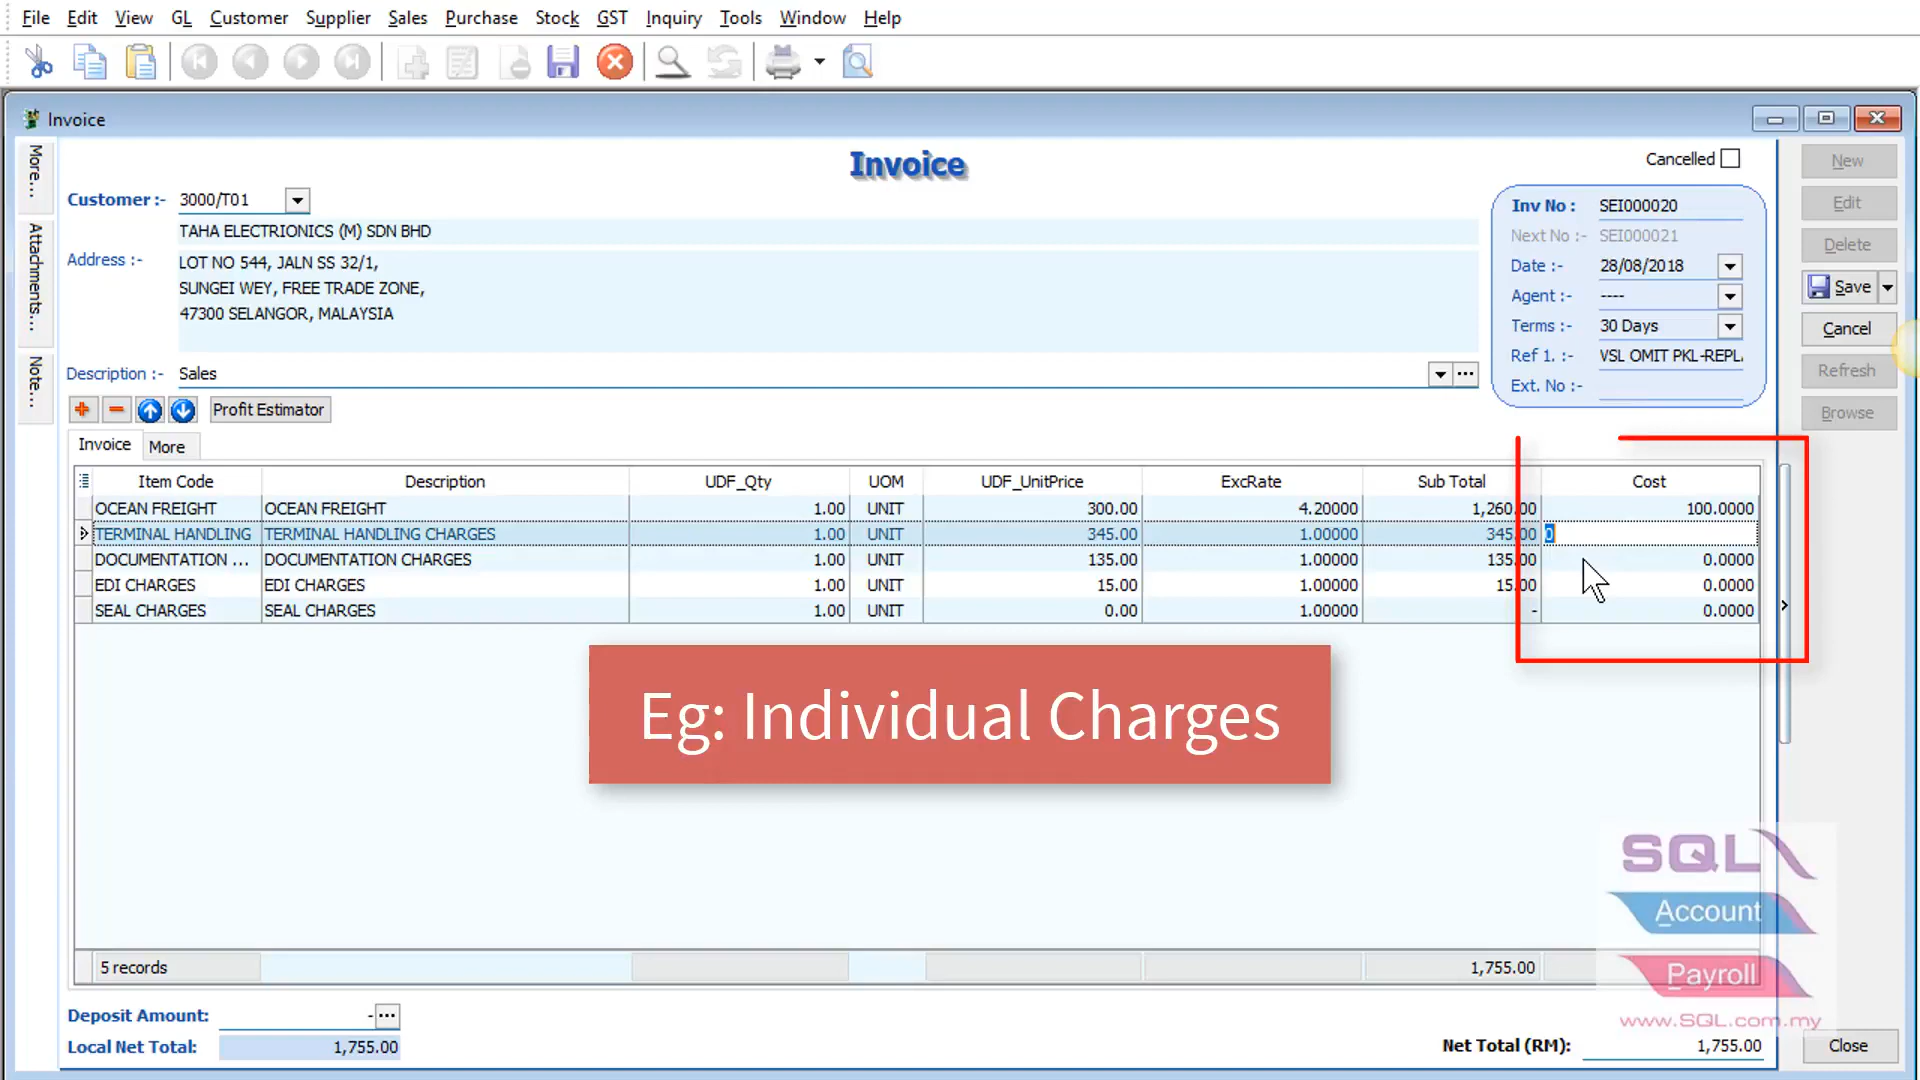 File Edit View GL Customer Supplier Sales Purchase Stock GST Inquiry Tools Window Help
Invoice
More...
Attachments...
Note...
Invoice
Cancelled
Customer :- 3000/T01
TAHA ELECTRIONICS (M) SDN BHD
Address :- LOT NO 544, JALN SS 32/1,
SUNGEI WEY, FREE TRADE ZONE,
47300 SELANGOR, MALAYSIA
Description :- Sales
Inv No : SEI000020
Next No :- SEI000021
Date :- 28/08/2018
Agent :- ----
Terms :- 30 Days
Ref 1. :- VSL OMIT PKL-REPL
Ext. No :-
New
Edit
Delete
Save
Cancel
Refresh
Browse
Profit Estimator
Invoice More
Item Code Description UDF_Qty UOM UDF_UnitPrice ExcRate Sub Total Cost
OCEAN FREIGHT OCEAN FREIGHT 1.00 UNIT 300.00 4.20000 1,260.00 100.0000
TERMINAL HANDLING TERMINAL HANDLING CHARGES 1.00 UNIT 345.00 1.00000 345.00 0
DOCUMENTATION ... DOCUMENTATION CHARGES 1.00 UNIT 135.00 1.00000 135.00 0.0000
EDI CHARGES EDI CHARGES 1.00 UNIT 15.00 1.00000 15.00 0.0000
SEAL CHARGES SEAL CHARGES 1.00 UNIT 0.00 1.00000 - 0.0000
Eg: Individual Charges
SQL
Account
Payroll
www.SQL.com.my
5 records 1,755.00
Deposit Amount: - ...
Local Net Total: 1,755.00
Net Total (RM): 1,755.00
Close